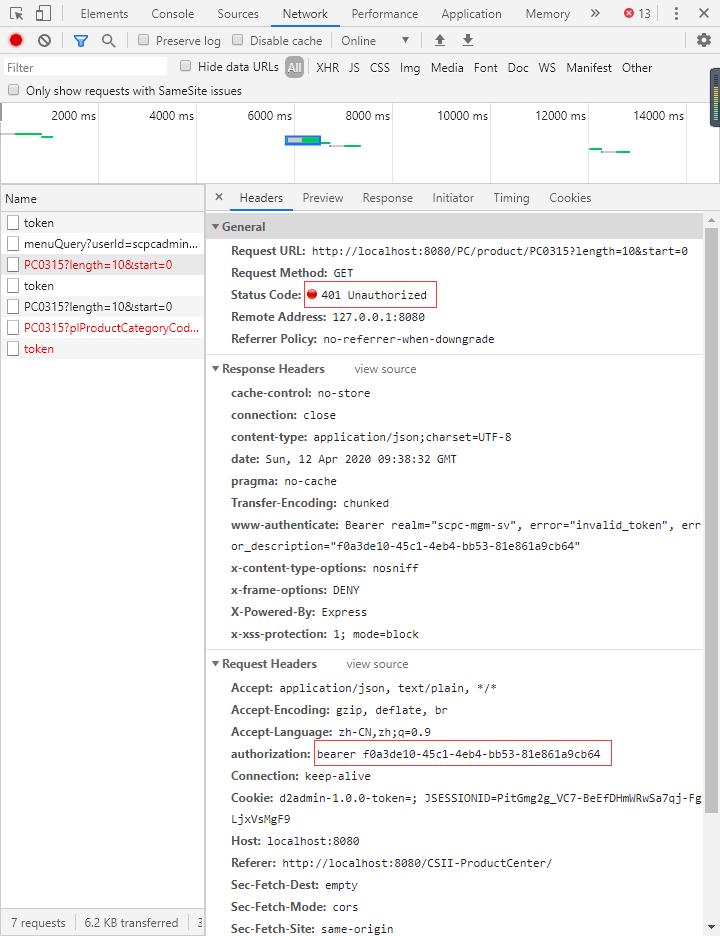 Elements Console Sources Network Performance Application Memory » 13
Preserve log Disable cache Online
Filter Hide data URLs All XHR JS CSS Img Media Font Doc WS Manifest Other
Only show requests with SameSite issues
2000 ms 4000 ms 6000 ms 8000 ms 10000 ms 12000 ms 14000 ms
Name
token
menuQuery?userId=scpcadmin...
PC0315?length=10&start=0
token
PC0315?length=10&start=0
PC0315?plProductCategoryCod...
token
7 requests 6.2 KB transferred 3
× Headers Preview Response Initiator Timing Cookies
General
Request URL: http://localhost:8080/PC/product/PC0315?length=10&start=0
Request Method: GET
Status Code: 401 Unauthorized
Remote Address: 127.0.0.1:8080
Referrer Policy: no-referrer-when-downgrade
Response Headers view source
cache-control: no-store
connection: close
content-type: application/json;charset=UTF-8
date: Sun, 12 Apr 2020 09:38:32 GMT
pragma: no-cache
Transfer-Encoding: chunked
www-authenticate: Bearer realm="scpc-mgm-sv", error="invalid_token", err
or_description="f0a3de10-45c1-4eb4-bb53-81e861a9cb64"
x-content-type-options: nosniff
x-frame-options: DENY
X-Powered-By: Express
x-xss-protection: 1; mode=block
Request Headers view source
Accept: application/json, text/plain, */*
Accept-Encoding: gzip, deflate, br
Accept-Language: zh-CN,zh;q=0.9
authorization: bearer f0a3de10-45c1-4eb4-bb53-81e861a9cb64
Connection: keep-alive
Cookie: d2admin-1.0.0-token=; JSESSIONID=PitGmg2g_VC7-BeEfDHmWRwSa7qj-Fg
LjxVsMgF9
Host: localhost:8080
Referer: http://localhost:8080/CSII-ProductCenter/
Sec-Fetch-Dest: empty
Sec-Fetch-Mode: cors
Sec-Fetch-Site: same-origin